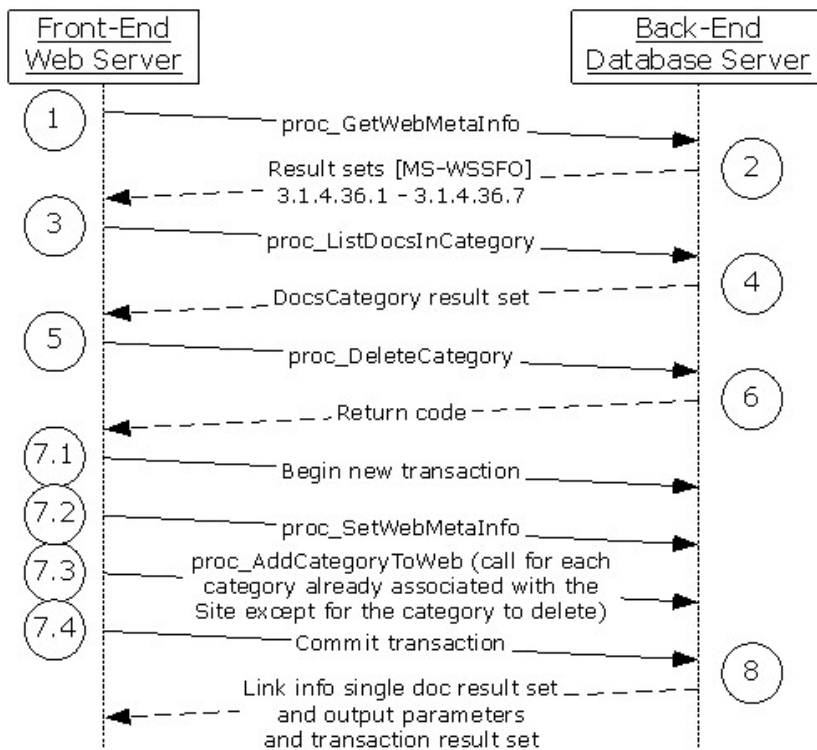 Front-End
Web Server
Back-End
Database Server
1
proc_GetWebMetaInfo
Result sets [MS-WSSFO]
3.1.4.36.1 - 3.1.4.36.7
2
3
proc_ListDocsInCategory
DocsCategory result set
4
5
proc_DeleteCategory
Return code
6
7.1
Begin new transaction
7.2
proc_SetWebMetaInfo
7.3
proc_AddCategoryToWeb (call for each
category already associated with the
Site except for the category to delete)
7.4
Commit transaction
8
Link info single doc result set
and output parameters
and transaction result set